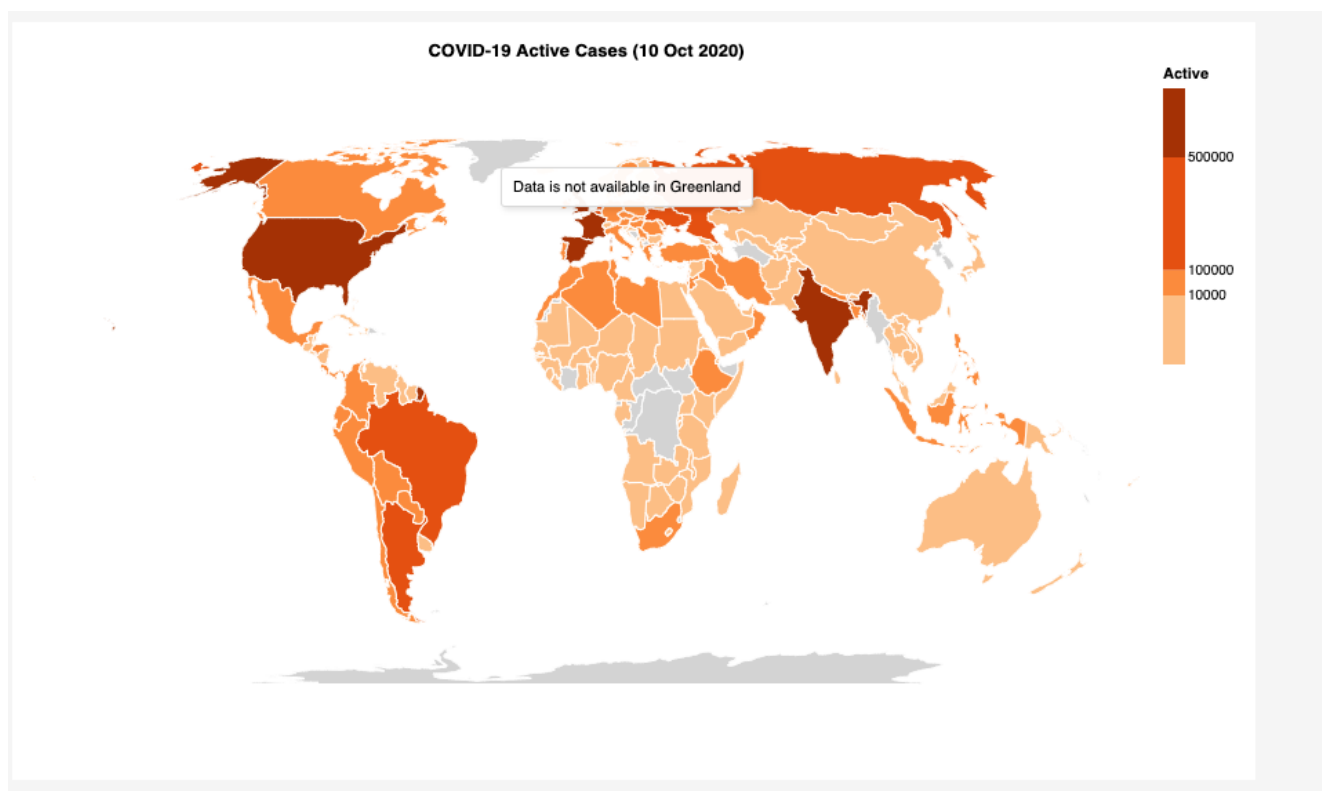 COVID-19 Active Cases (10 Oct 2020)
Active
500000
Data is not available in Greenland
100000
10000